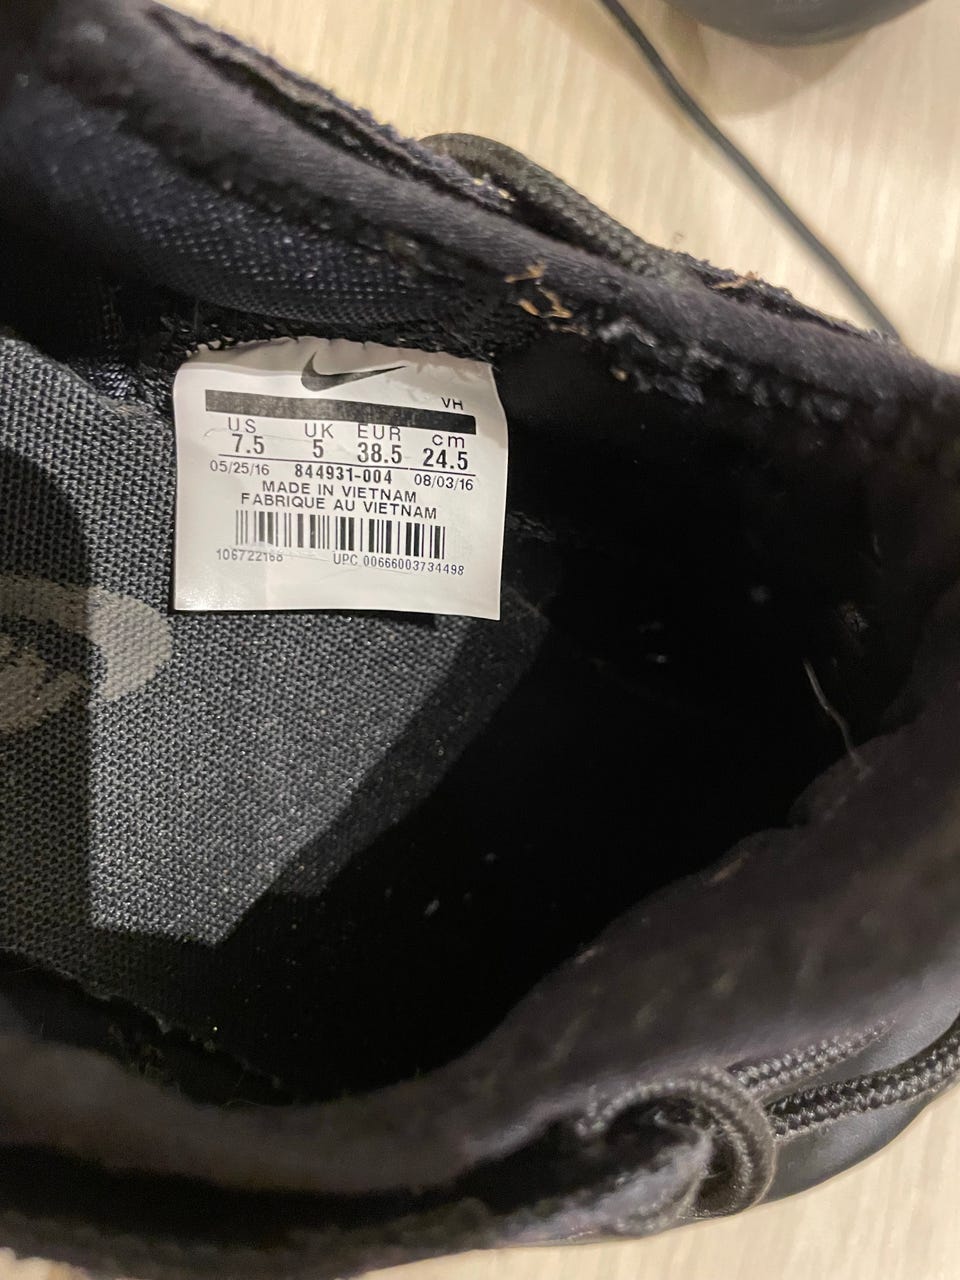 VH
US UK EUR cm
7.5 5 38.5 24.5
05/25/16 844931-004 08/03/16
MADE IN VIETNAM
FABRIQUE AU VIETNAM
106722168 UPC 00666003734498